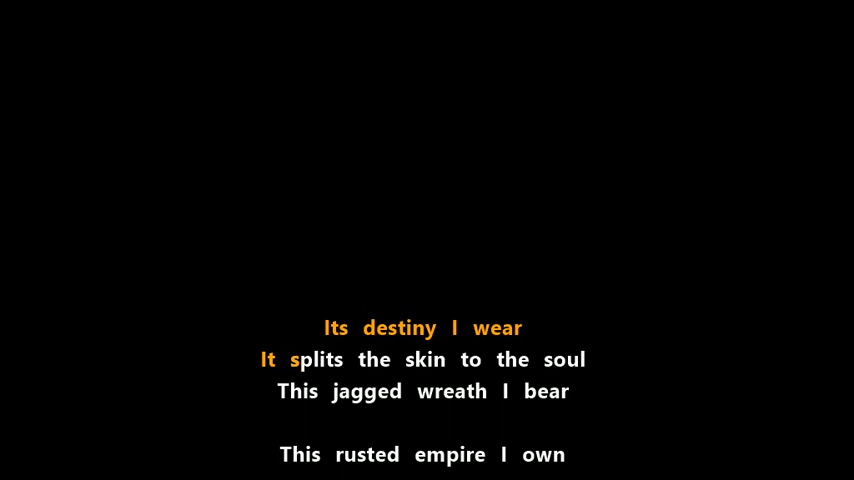 Its destiny I wear
It splits the skin to the soul
This jagged wreath I bear
This rusted empire I own